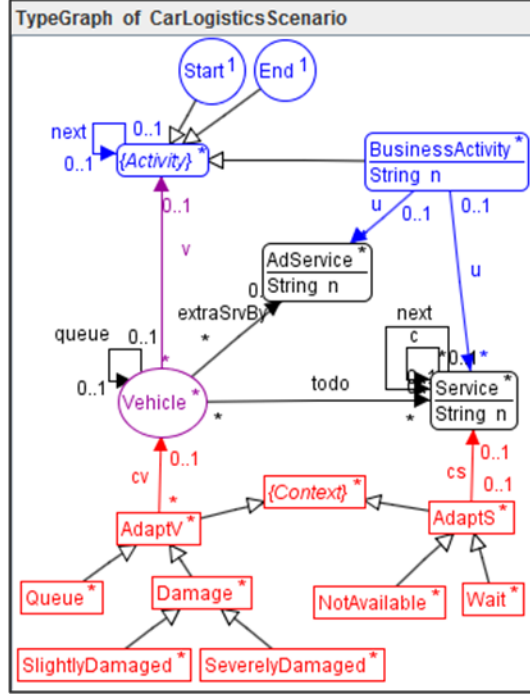 TypeGraph of CarLogisticsScenario
Start 1
End 1
next
0..1
0..1
{Activity} *
BusinessActivity *
String n
0..1
u
0..1
0..1
v
AdService *
String n
u
extraSrvBy
*
next
c
queue
0..1
0..1
*
*
Vehicle *
todo
*
*
Service *
String n
0..1
cv
*
0..1
cs
0..1
{Context} *
AdaptV *
AdaptS *
Queue *
Damage *
NotAvailable *
Wait *
SlightlyDamaged *
SeverelyDamaged *